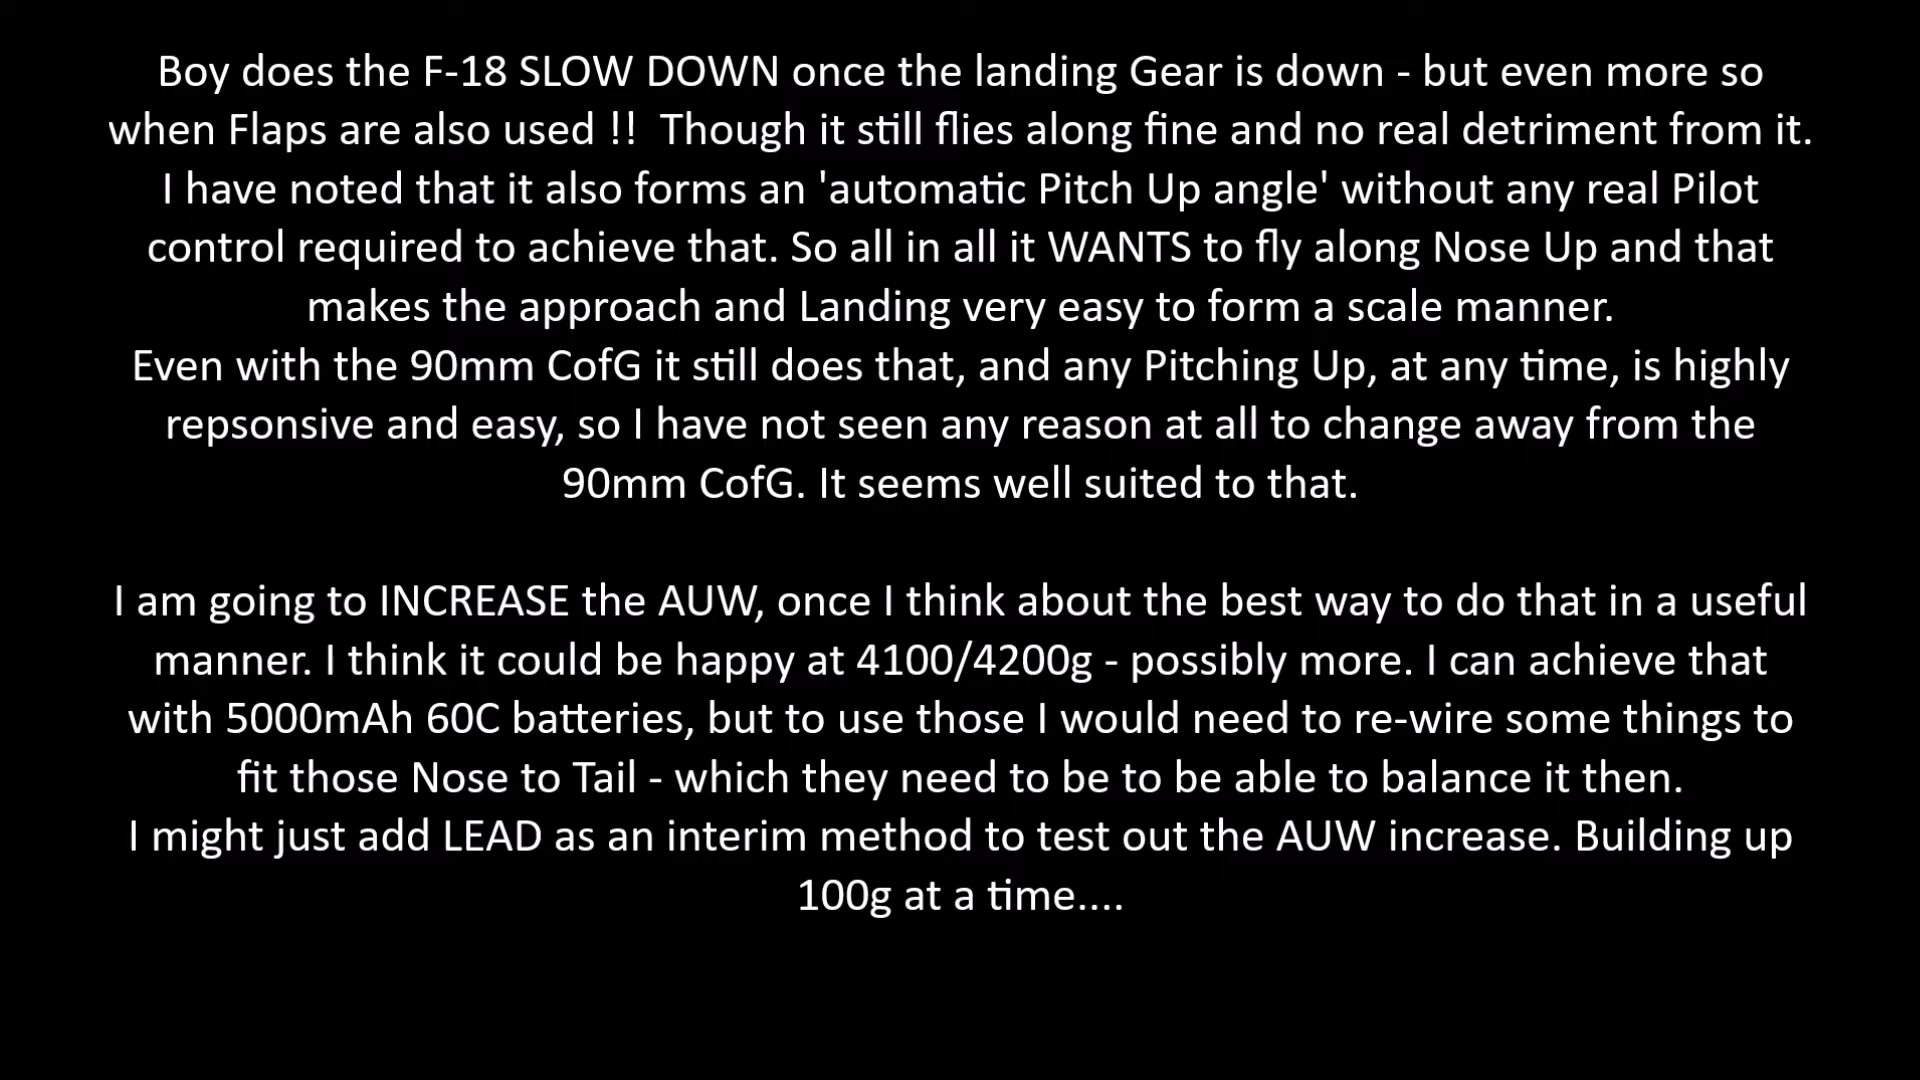 Boy does the F-18 SLOW DOWN once the landing Gear is down - but even more so
when Flaps are also used !!  Though it still flies along fine and no real detriment from it.
I have noted that it also forms an 'automatic Pitch Up angle' without any real Pilot
control required to achieve that. So all in all it WANTS to fly along Nose Up and that
makes the approach and Landing very easy to form a scale manner.
Even with the 90mm CofG it still does that, and any Pitching Up, at any time, is highly
repsonsive and easy, so I have not seen any reason at all to change away from the
90mm CofG. It seems well suited to that.
I am going to INCREASE the AUW, once I think about the best way to do that in a useful
manner. I think it could be happy at 4100/4200g - possibly more. I can achieve that
with 5000mAh 60C batteries, but to use those I would need to re-wire some things to
fit those Nose to Tail - which they need to be to be able to balance it then.
I might just add LEAD as an interim method to test out the AUW increase. Building up
100g at a time....